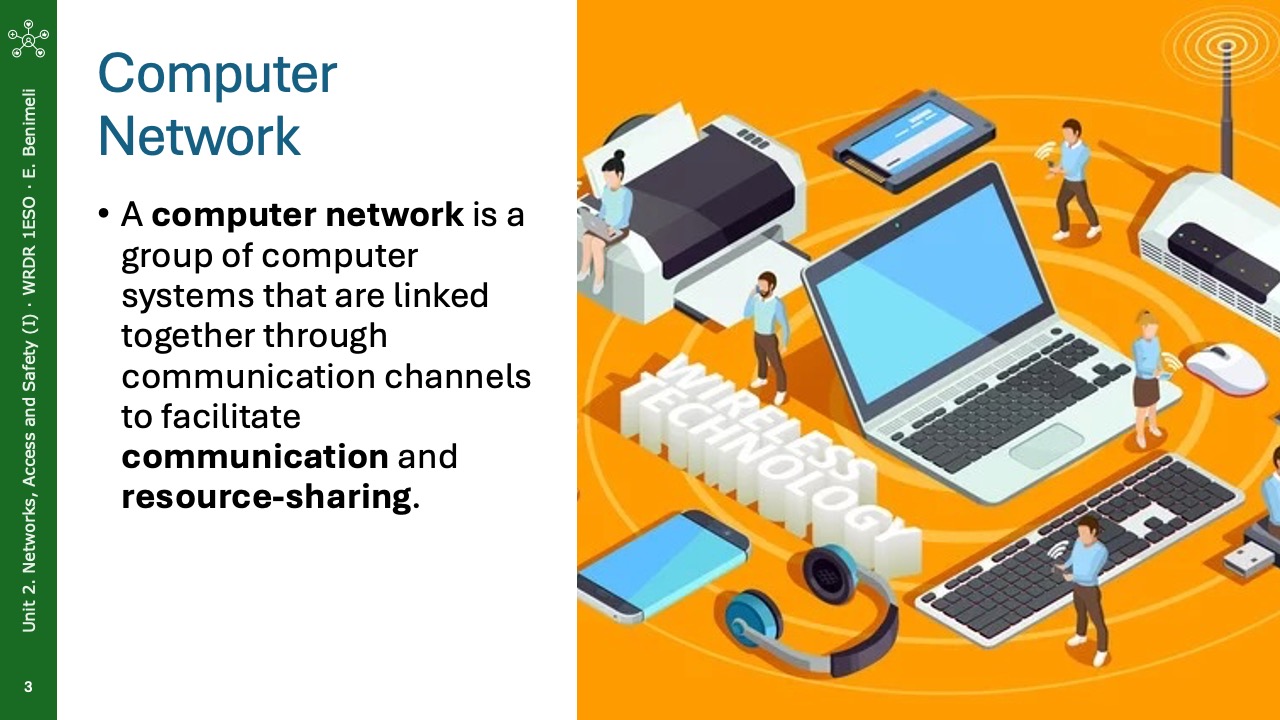 Unit 2. Networks, Access and Safety (I) · WRDR 1ESO · E. Benimeli
3
Computer
Network
• A computer network is a
group of computer
systems that are linked
together through
communication channels
to facilitate
communication and
resource-sharing.
WIRELESS
TECHNOLOGY